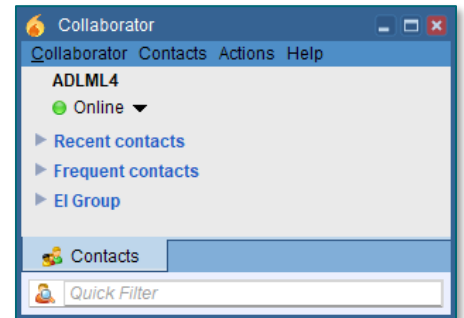 Collaborator
Collaborator Contacts Actions Help
ADLML4
Online
Recent contacts
Frequent contacts
EI Group
Contacts
Quick Filter